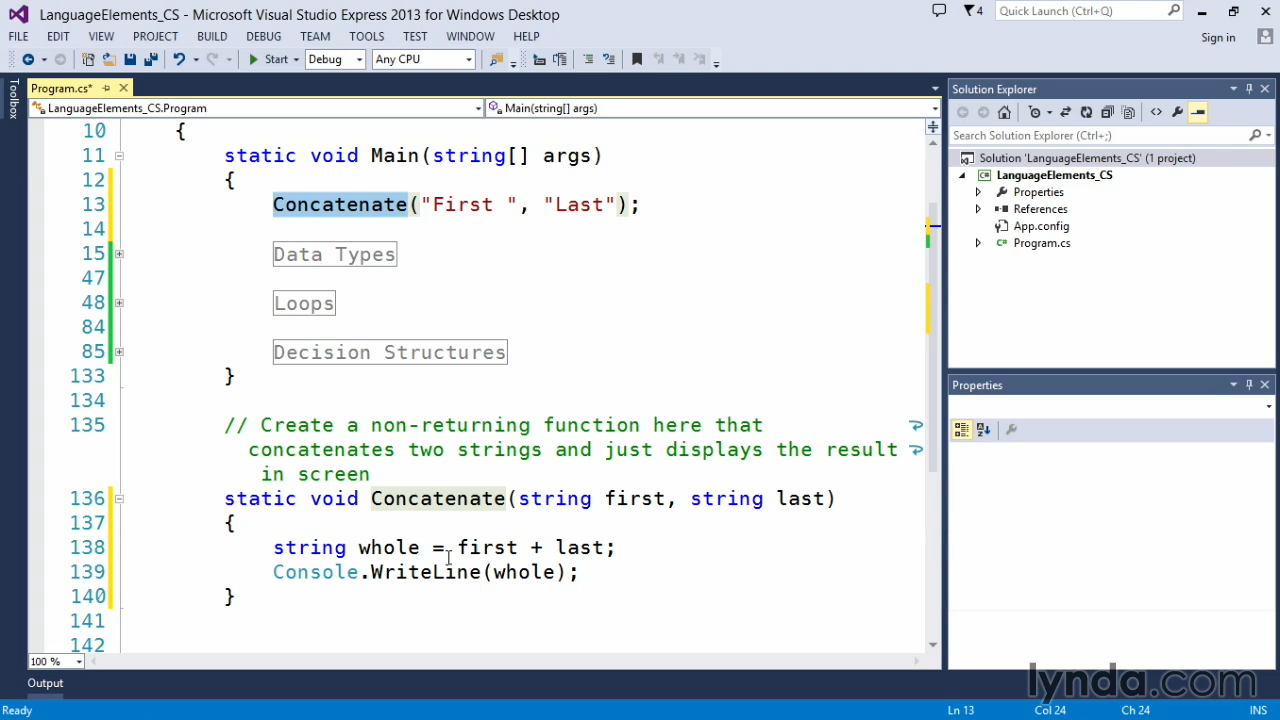 LanguageElements_CS - Microsoft Visual Studio Express 2013 for Windows Desktop
4
Quick Launch (Ctrl+Q)
FILE EDIT VIEW PROJECT BUILD DEBUG TEAM TOOLS TEST WINDOW HELP
Sign in
Start Debug Any CPU
Toolbox
Program.cs*
LanguageElements_CS.Program
Main(string[] args)
10 {
11 static void Main(string[] args)
12 {
13 Concatenate("First ", "Last");
14
15 Data Types
47
48 Loops
84
85 Decision Structures
133 }
134
135 // Create a non-returning function here that
concatenates two strings and just displays the result
in screen
136 static void Concatenate(string first, string last)
137 {
138 string whole = first + last;
139 Console.WriteLine(whole);
140 }
141
142
100 %
Solution Explorer
Search Solution Explorer (Ctrl+;)
Solution 'LanguageElements_CS' (1 project)
LanguageElements_CS
Properties
References
App.config
Program.cs
Properties
Output
lynda.com
Ready
Ln 13
Col 24
Ch 24
INS